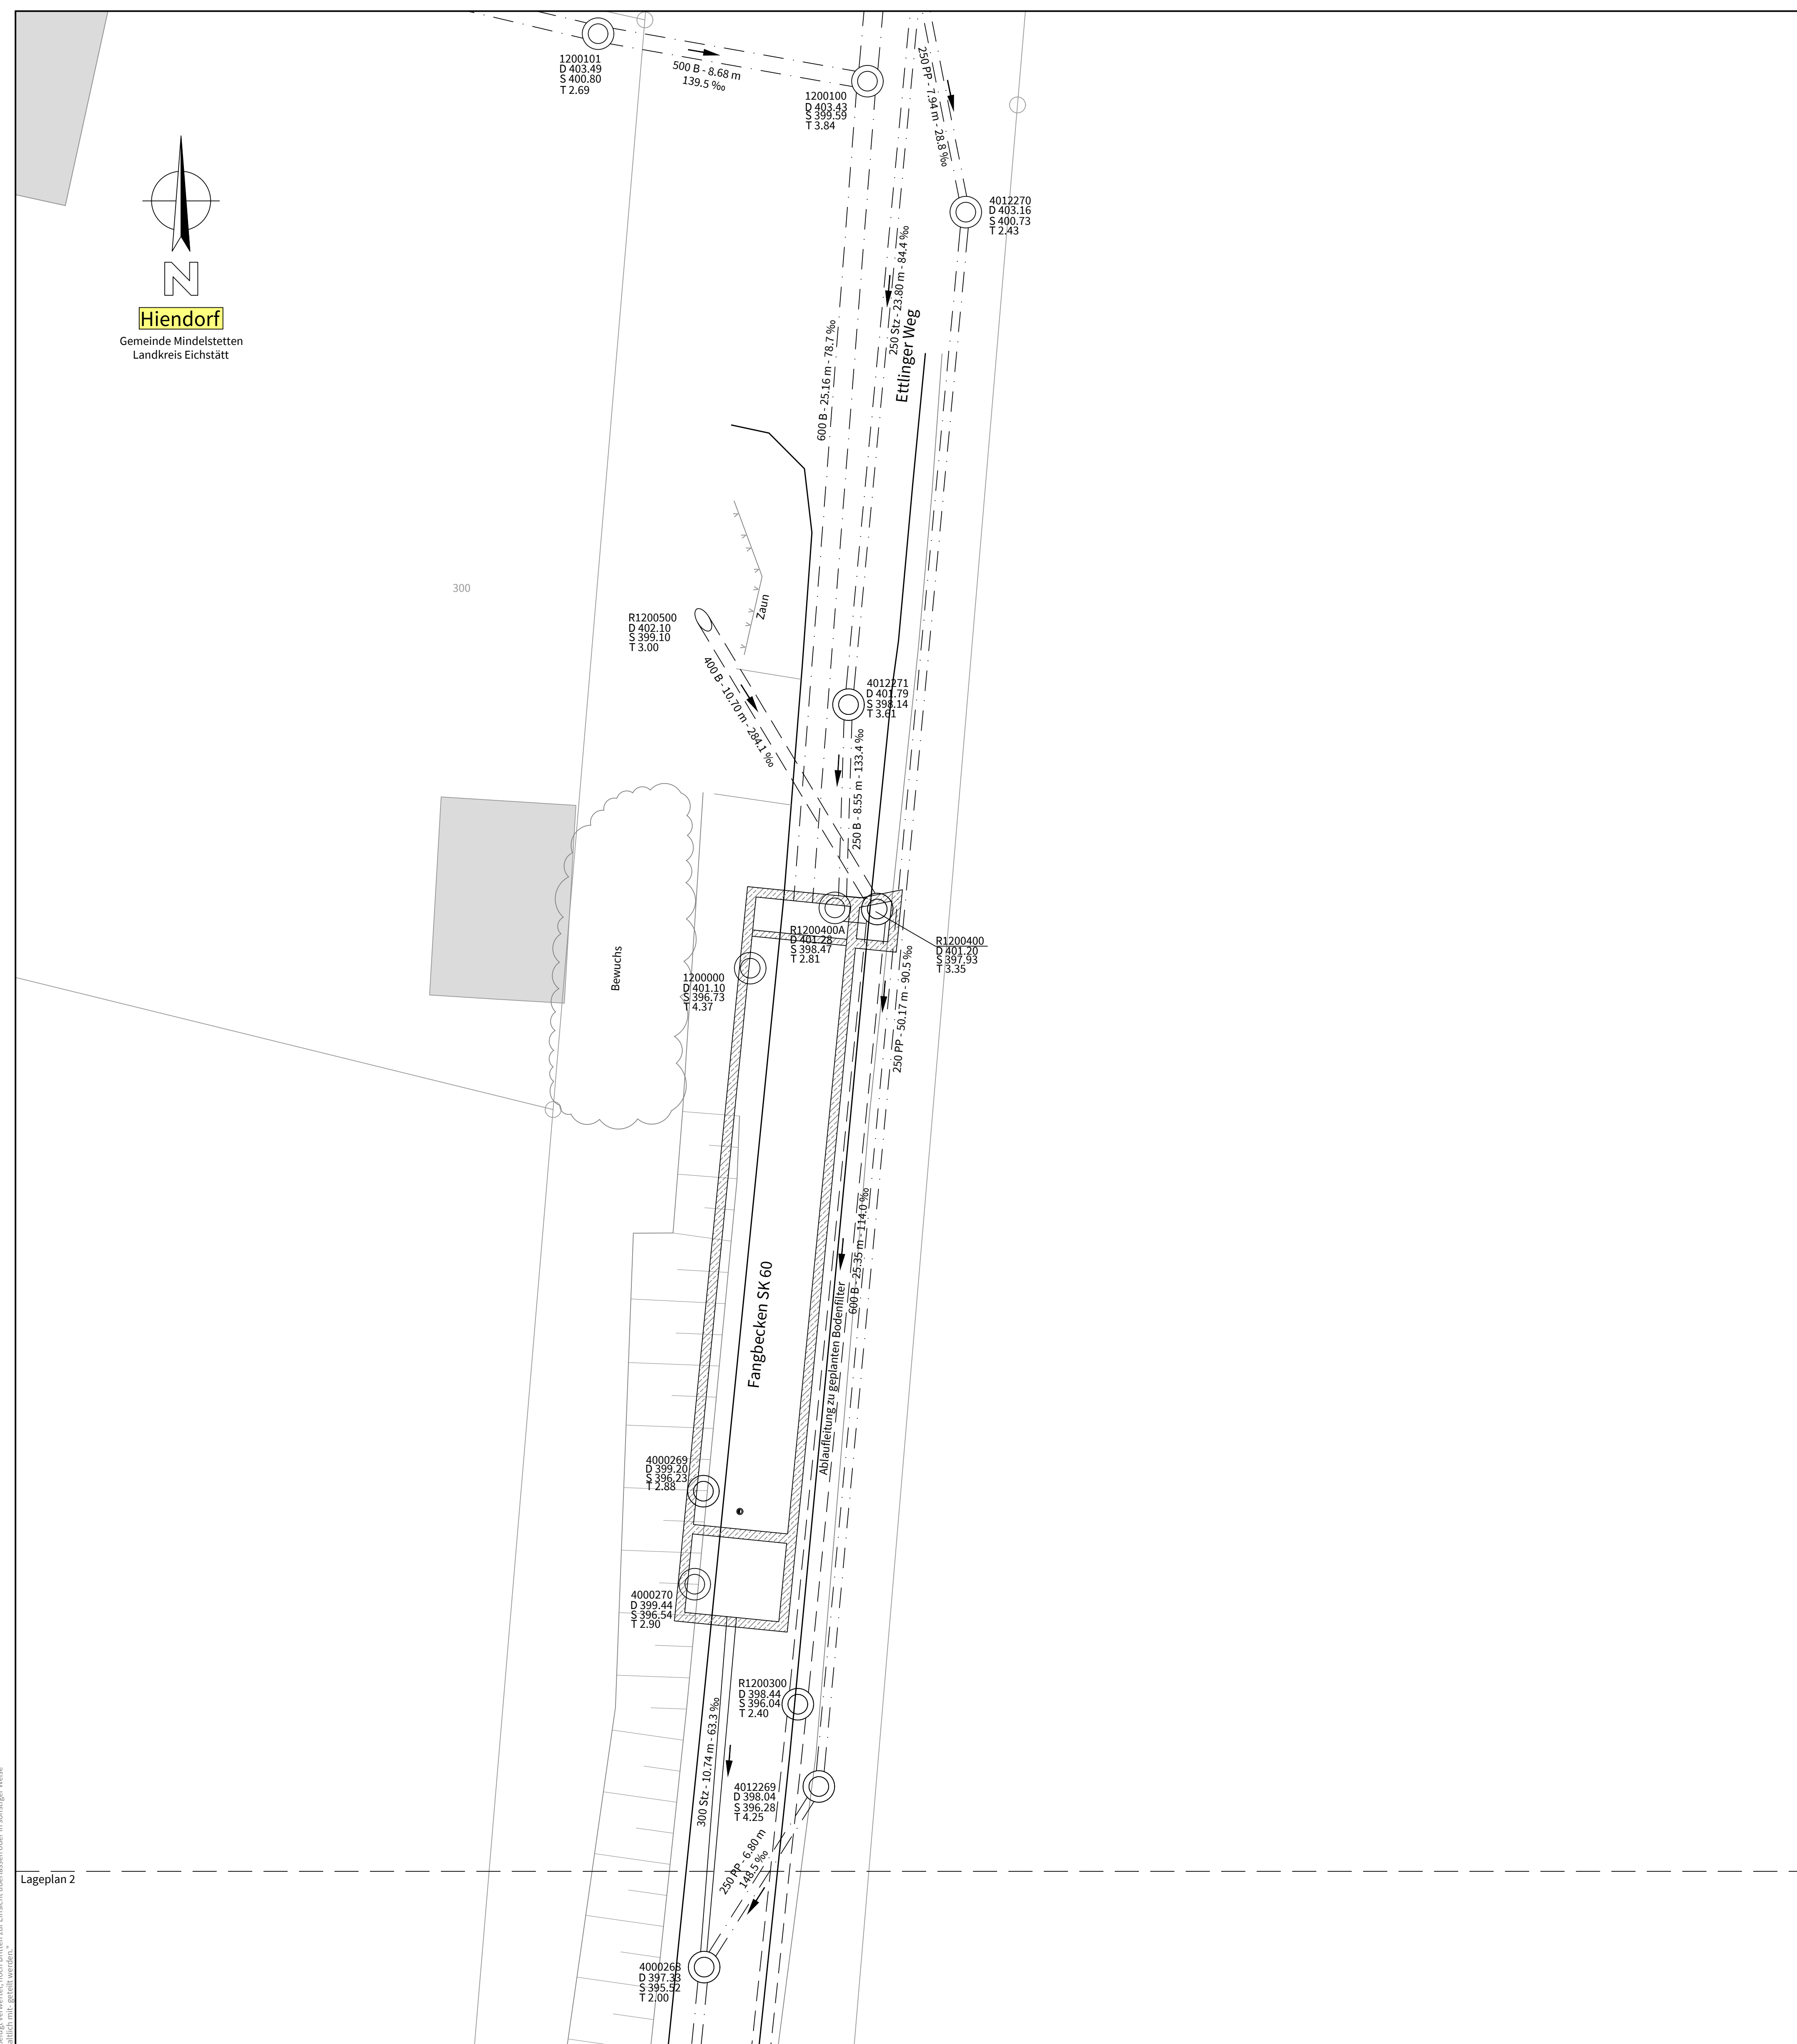 1200101
D 403.49
S 400.80
T 2.69
500 B - 8.68 m
139.5 ‰
1200100
D 403.43
S 399.59
T 3.84
250 PP - 7.94 m - 28.8 ‰
4012270
D 403.16
S 400.73
T 2.43
N
Hiendorf
Gemeinde Mindelstetten
Landkreis Eichstätt
600 B - 25.16 m - 78.7 ‰
250 Stz - 23.80 m - 84.4 ‰
Ettlinger Weg
300
Zaun
R1200500
D 402.10
S 399.10
T 3.00
400 B - 10.70 m - 284.1 ‰
4012271
D 401.79
S 398.14
T 3.61
250 B - 8.55 m - 133.4 ‰
Bewuchs
R1200400A
D 401.28
S 398.47
T 2.81
R1200400
D 401.20
S 397.93
T 3.35
1200000
D 401.10
S 396.73
T 4.37
250 PP - 50.17 m - 90.5 ‰
600 B - 25.35 m - 114.0 ‰
Fangbecken SK 60
Ablaufleitung zu geplanten Bodenfilter
4000269
D 399.20
S 396.23
T 2.88
4000270
D 399.44
S 396.54
T 2.90
R1200300
D 398.44
S 396.04
T 2.40
300 Stz - 10.74 m - 63.3 ‰
4012269
D 398.04
S 396.28
T 4.25
250 PP - 6.80 m
148.5 ‰
Lageplan 2
4000268
D 397.33
S 395.52
T 2.00
mit- geteilt werden."